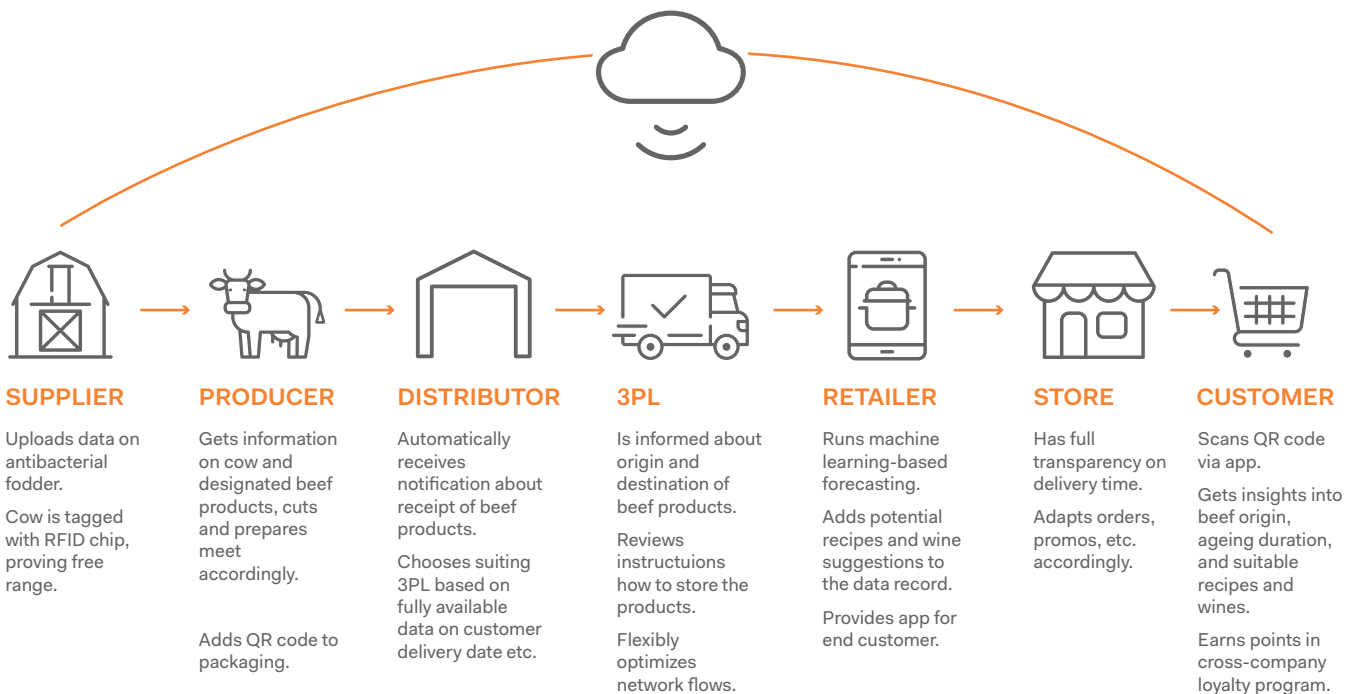 SUPPLIER
Uploads data on
antibacterial
fodder.
Cow is tagged
with RFID chip,
proving free
range.
PRODUCER
Gets information
on cow and
designated beef
products, cuts
and prepares
meet
accordingly.
Adds QR code to
packaging.
DISTRIBUTOR
Automatically
receives
notification about
receipt of beef
products.
Chooses suiting
3PL based on
fully available
data on customer
delivery date etc.
3PL
Is informed about
origin and
destination of
beef products.
Reviews
instructuions
how to store the
products.
Flexibly
optimizes
network flows.
RETAILER
Runs machine
learning-based
forecasting.
Adds potential
recipes and wine
suggestions to
the data record.
Provides app for
end customer.
STORE
Has full
transparency on
delivery time.
Adapts orders,
promos, etc.
accordingly.
CUSTOMER
Scans QR code
via app.
Gets insights into
beef origin,
ageing duration,
and suitable
recipes and
wines.
Earns points in
cross-company
loyalty program.